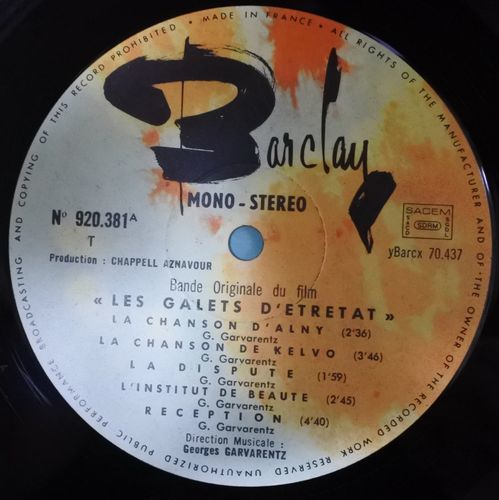 MADE IN FRANCE • ALL RIGHTS OF THE MANUFACTURER AND OF THE OWNER OF THE RECORDED WORK RESERVED UNAUTHORIZED PUBLIC PERFORMANCE BROADCASTING AND COPYING OF THIS RECORD PROHIBITED •
Barclay
MONO - STEREO
N° 920.381 A
T
SACEM
SACD SDRM SGDL
yBarcx 70.437
Production : CHAPPELL AZNAVOUR
Bande Originale du film
« LES GALETS D'ETRETAT »
LA CHANSON D'ALNY (2'36)
G. Garvarentz
LA CHANSON DE KELVO (3'46)
G. Garvarentz
LA DISPUTE (1'59)
G. Garvarentz
L'INSTITUT DE BEAUTE (2'45)
G. Garvarentz
RECEPTION (4'40)
G. Garvarentz
Direction Musicale :
Georges GARVARENTZ